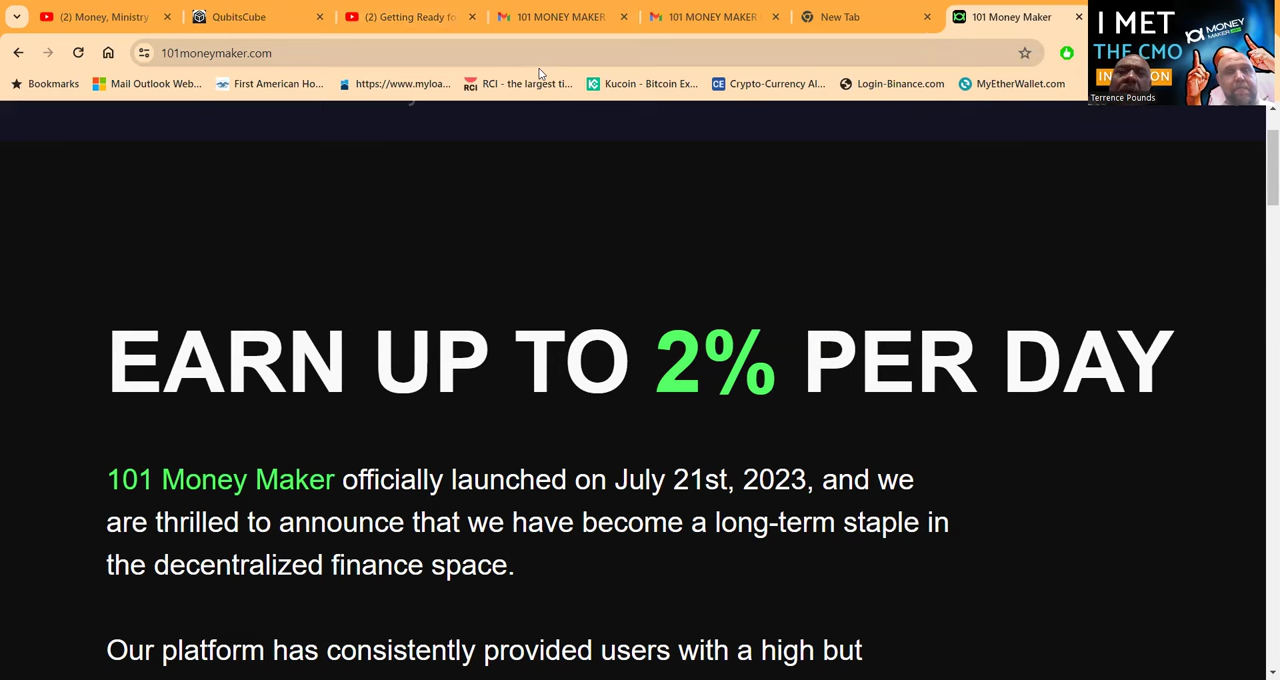 (2) Money, Ministry
QubitsCube
(2) Getting Ready fo
101 MONEY MAKER
101 MONEY MAKER
New Tab
101 Money Maker
101moneymaker.com
Bookmarks
Mail Outlook Web...
First American Ho...
https://www.myloa...
RCI - the largest ti...
Kucoin - Bitcoin Ex...
Crypto-Currency Al...
Login-Binance.com
MyEtherWallet.com
I MET
THE CMO
101 MONEY
MAKER
Terrence Pounds
EARN UP TO 2% PER DAY
101 Money Maker officially launched on July 21st, 2023, and we
are thrilled to announce that we have become a long-term staple in
the decentralized finance space.
Our platform has consistently provided users with a high but